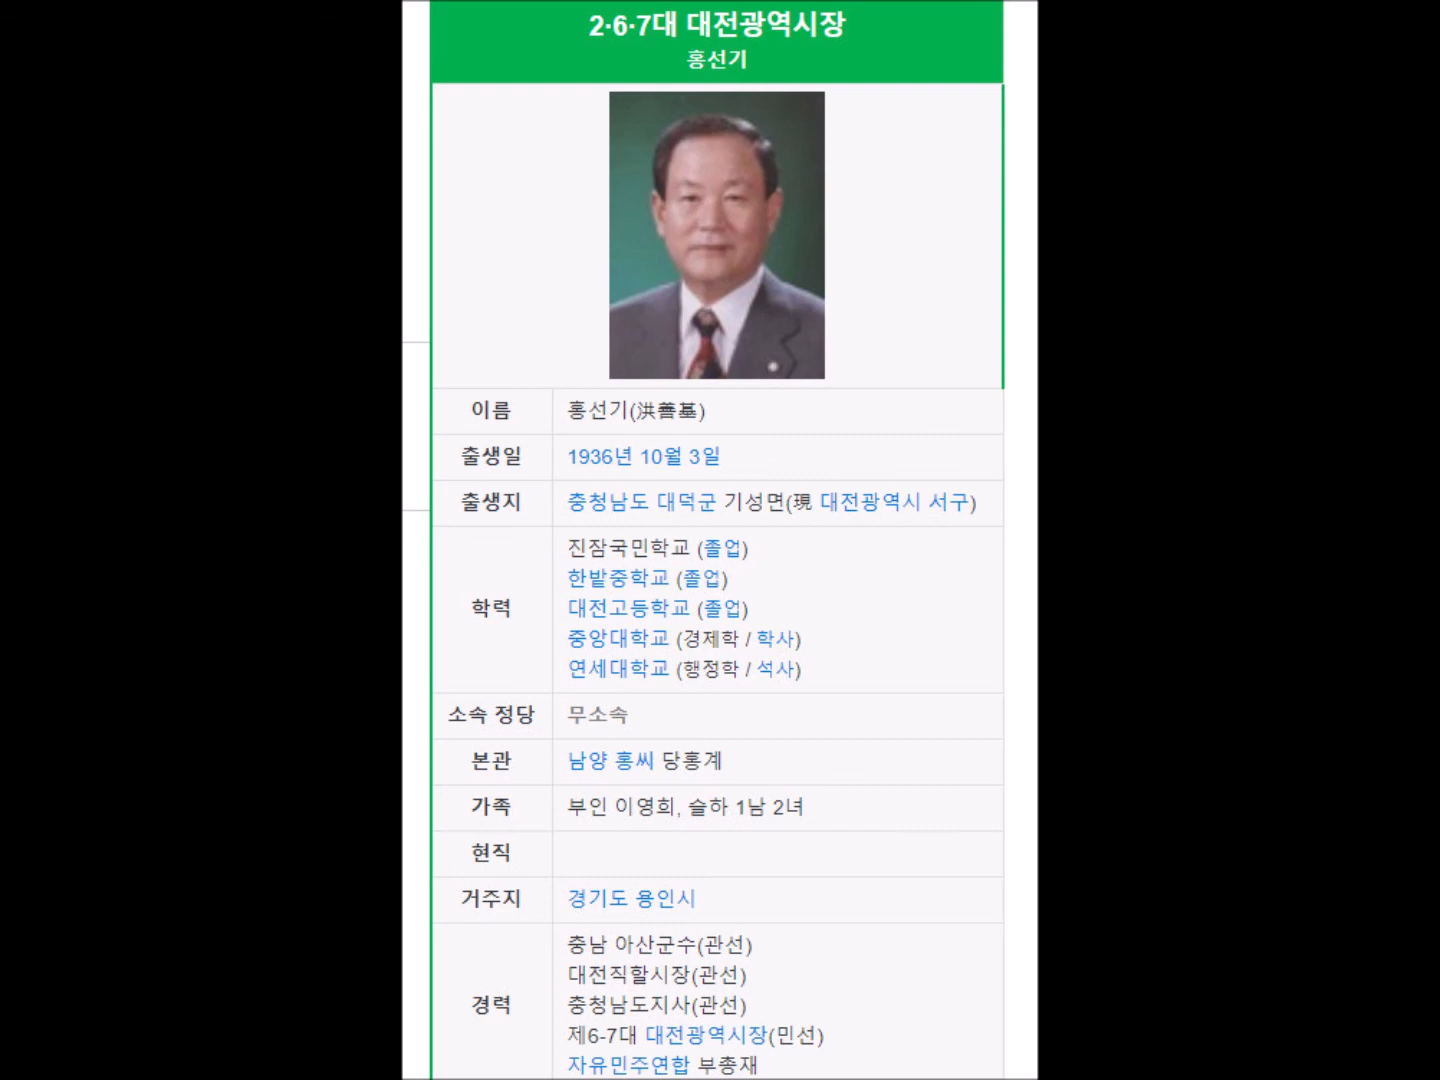 2·6·7대 대전광역시장
홍선기
이름
홍선기(洪善基)
출생일
1936년 10월 3일
출생지
충청남도 대덕군 기성면(現 대전광역시 서구)
학력
진잠국민학교 (졸업)
한밭중학교 (졸업)
대전고등학교 (졸업)
중앙대학교 (경제학 / 학사)
연세대학교 (행정학 / 석사)
소속 정당
무소속
본관
남양 홍씨 당홍계
가족
부인 이영희, 슬하 1남 2녀
현직
거주지
경기도 용인시
경력
충남 아산군수(관선)
대전직할시장(관선)
충청남도지사(관선)
제6-7대 대전광역시장(민선)
자유민주연합 부총재